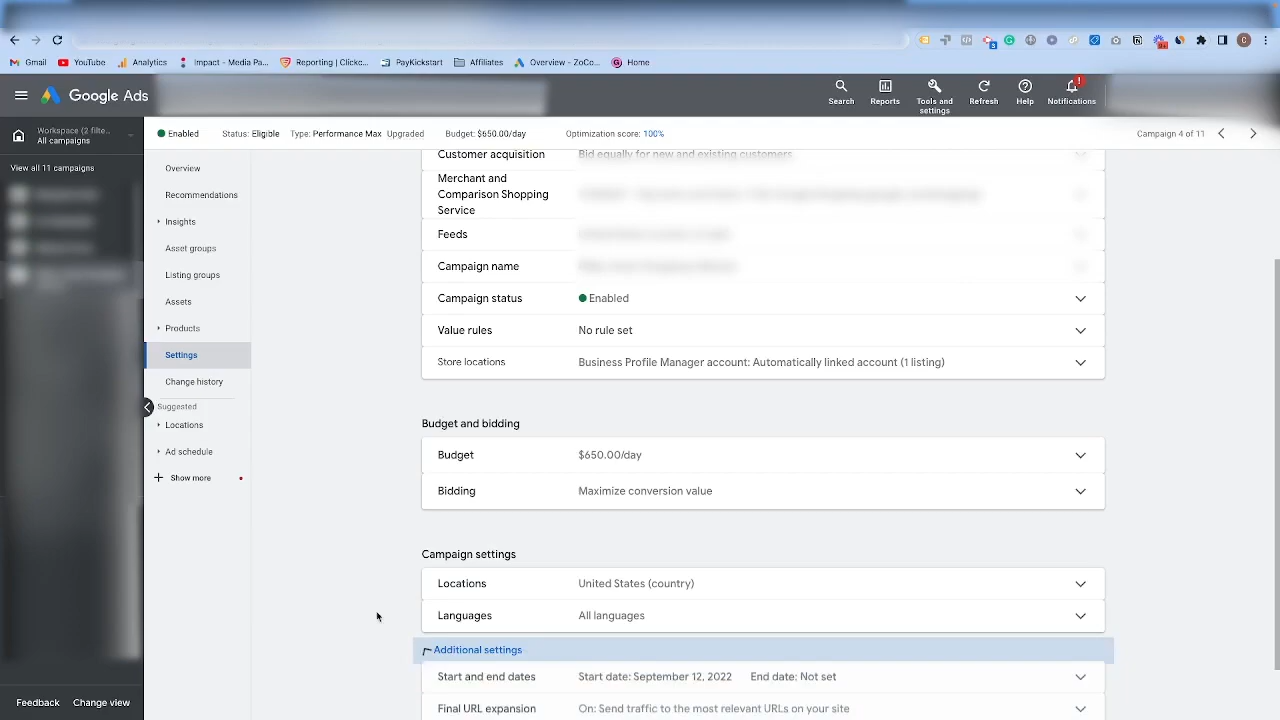 Gmail
YouTube
Analytics
Impact - Media Pa...
Reporting | Clickc...
PayKickstart
Affiliates
Overview - ZoCo...
Home
Google Ads
Search
Reports
Tools and settings
Refresh
Help
Notifications
Workspace (2 filte...
All campaigns
Enabled
Status: Eligible
Type: Performance Max
Upgraded
Budget: $650.00/day
Optimization score: 100%
Campaign 4 of 11
View all 11 campaigns
Overview
Recommendations
Insights
Asset groups
Listing groups
Assets
Products
Settings
Change history
Suggested
Locations
Ad schedule
Show more
Customer acquisition
Bid equally for new and existing customers
Merchant and
Comparison Shopping
Service
Feeds
Campaign name
Campaign status
Enabled
Value rules
No rule set
Store locations
Business Profile Manager account: Automatically linked account (1 listing)
Budget and bidding
Budget
$650.00/day
Bidding
Maximize conversion value
Campaign settings
Locations
United States (country)
Languages
All languages
Additional settings
Start and end dates
Start date: September 12, 2022
End date: Not set
Final URL expansion
On: Send traffic to the most relevant URLs on your site
Feedback
Change view